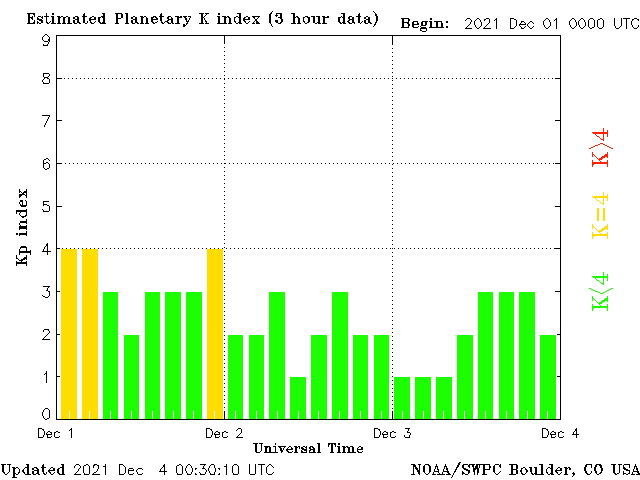 Estimated Planetary K index (3 hour data) Begin: 2021 Dec 01 0000 UTC
9
8
7
6
5
4
3
2
1
0
Kp index
K>4
K=4
K<4
Dec 1 Dec 2 Dec 3 Dec 4
Universal Time
Updated 2021 Dec 4 00:30:10 UTC NOAA/SWPC Boulder, CO USA